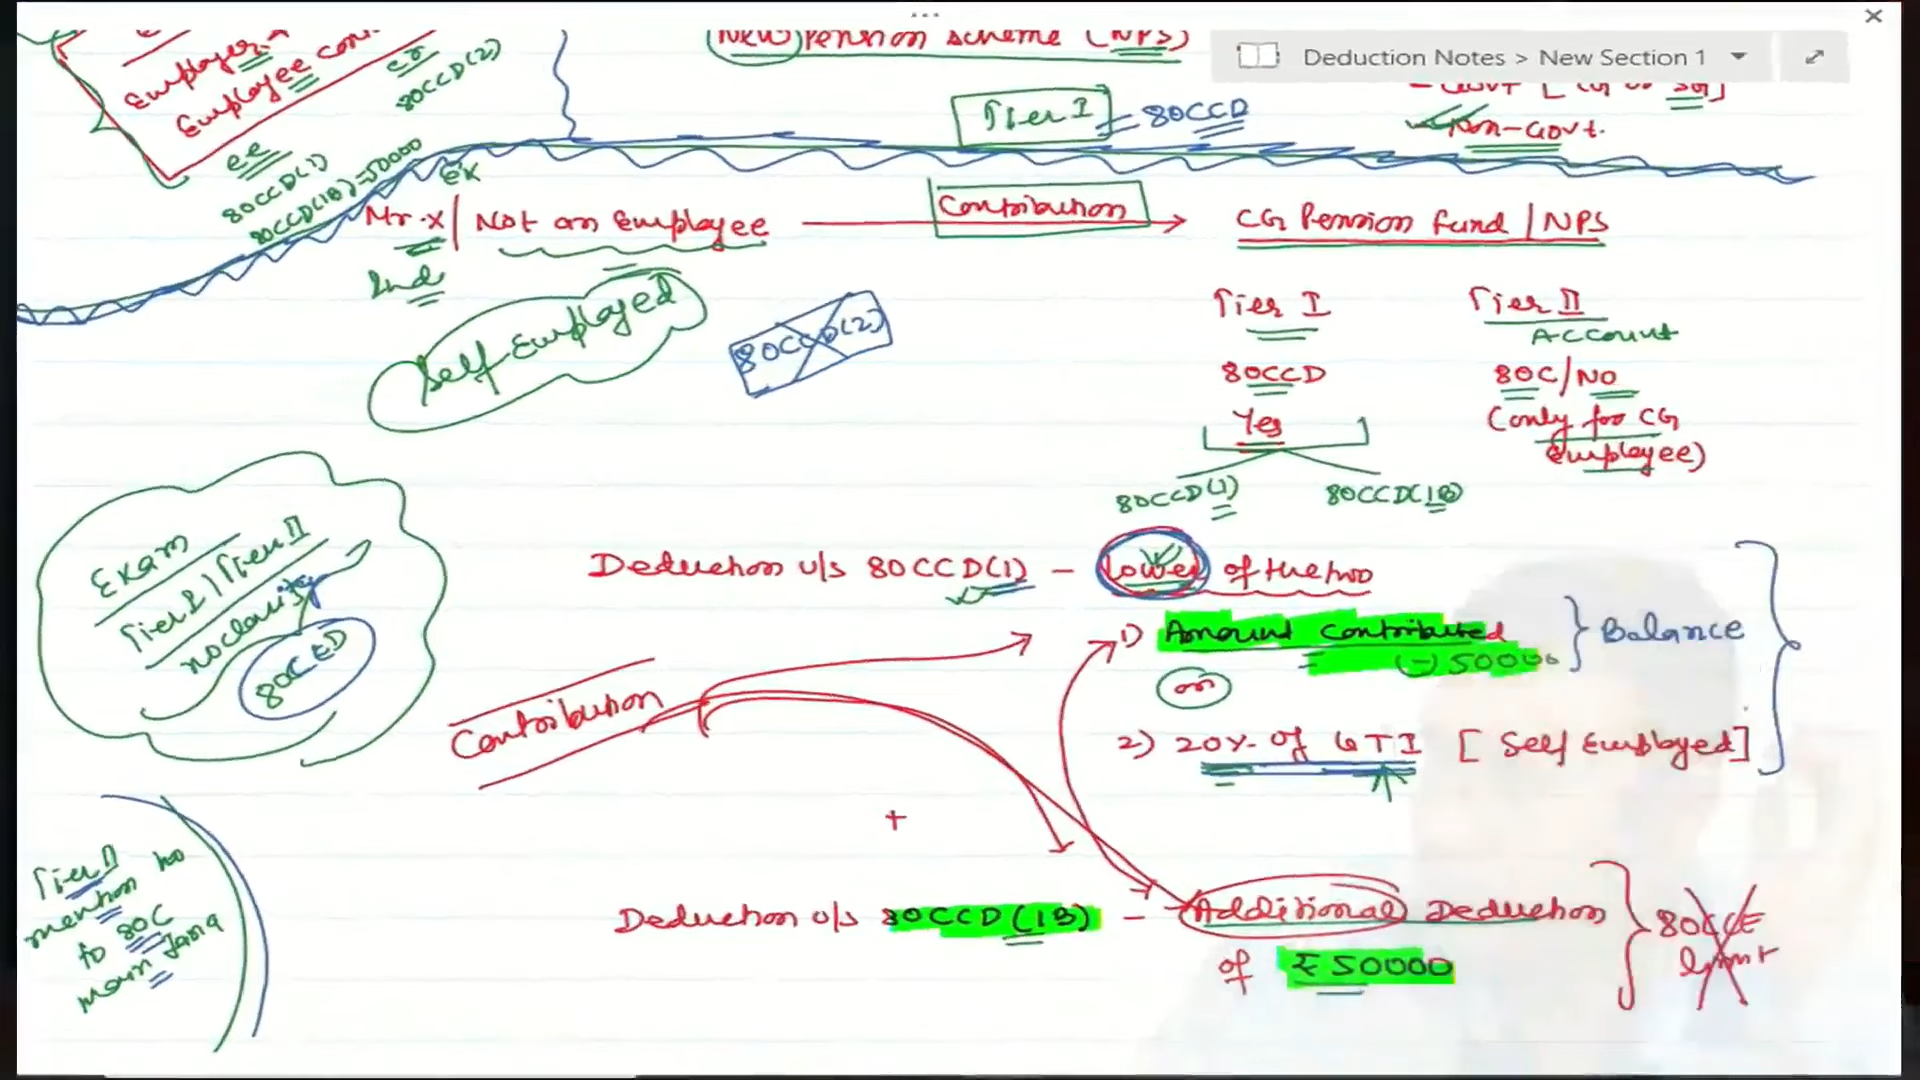 New Pension Scheme (NPS)
Deduction Notes > New Section 1
Employer
Employee
er
80CCD(2)
Tier I = 80CCD
Non-Govt.
ee
80CCD(1)
80CCD(1B)=50000
Ex
Mr. X | Not an Employee
Contribution
CG Pension Fund | NPS
Ind
Self Employed
80CCD(2)
Tier I
Tier II
Account
80CCD
80C/No
Yes
(only for CG
employee)
80CCD(1)
80CCD(1B)
Exam
Tier I / Tier II
no clarity
80CCD
Deduction u/s 80CCD(1) - lower of the two
1) Amount Contributed
(-) 50000
} Balance
or
Contribution
2) 20% of GTI [Self Employed]
+
Tier II
mention ho
to 80C
main jana
Deduction u/s 80CCD(1B) - Additional Deduction
of ₹ 50000
80CCE
limit